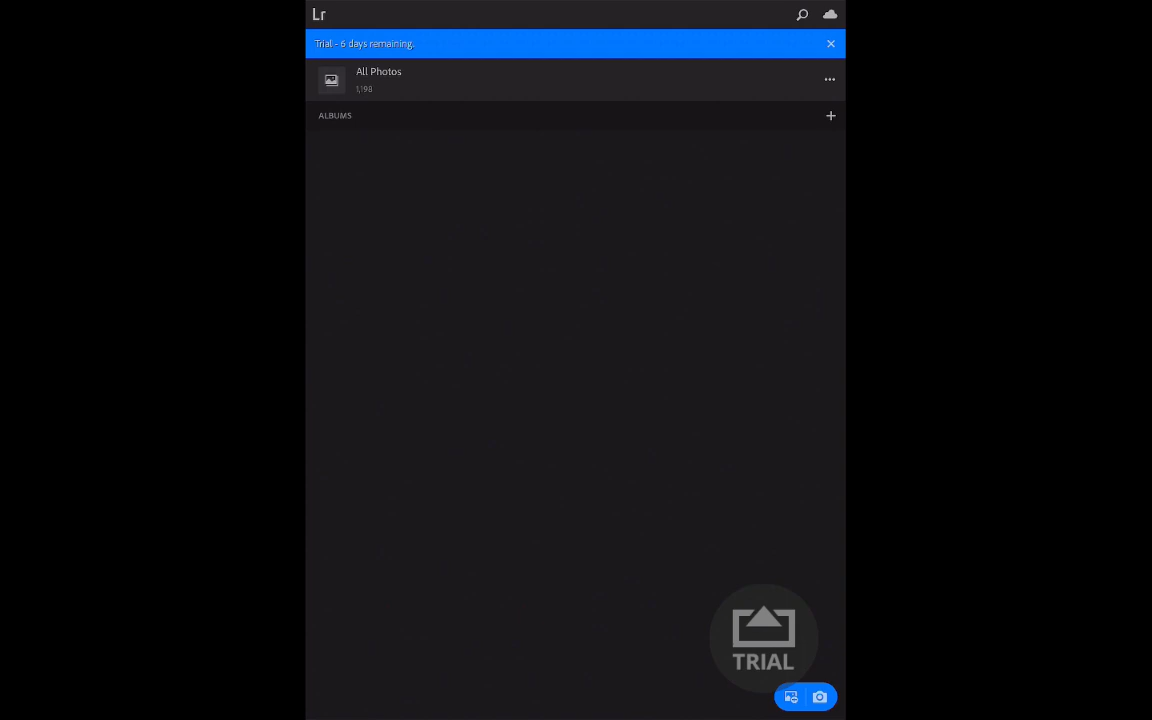 Lr
Trial - 6 days remaining.
All Photos
1,198
ALBUMS
TRIAL